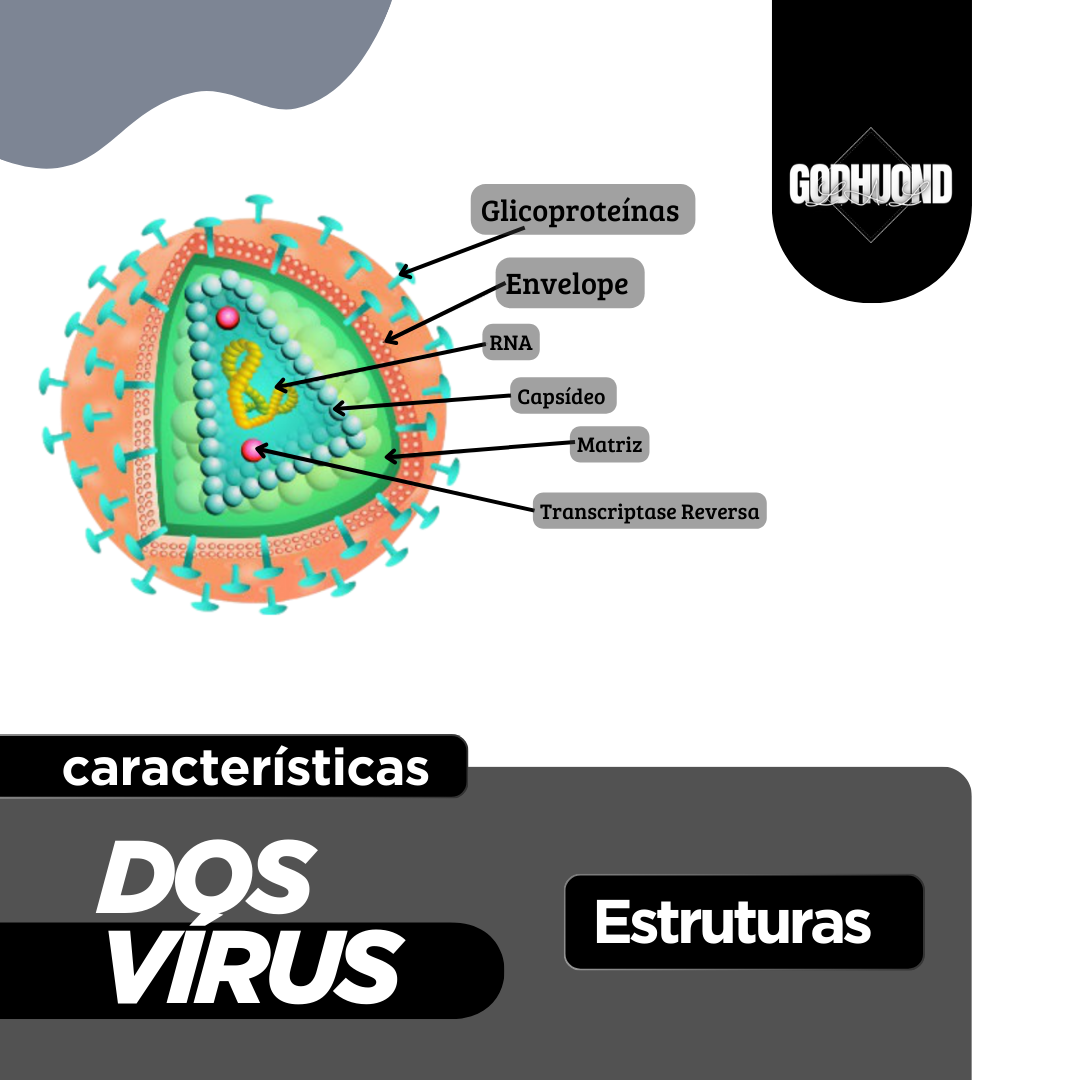 GODHUOND
Glicoproteínas
Envelope
RNA
Capsídeo
Matriz
Transcriptase Reversa
características
DOS
VÍRUS
Estruturas